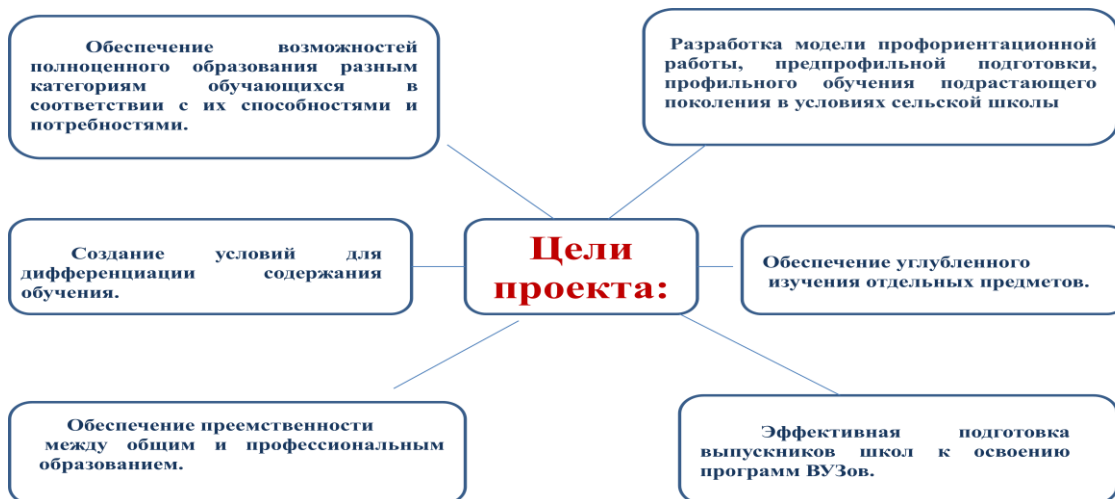 Обеспечение возможностей
полноценного образования разным
категориям обучающихся в
соответствии с их способностями и
потребностями.
Разработка модели профориентационной
работы, предпрофильной подготовки,
профильного обучения подрастающего
поколения в условиях сельской школы
Создание условий для
дифференциации содержания
обучения.
Цели
проекта:
Обеспечение углубленного
изучения отдельных предметов.
Обеспечение преемственности
между общим и профессиональным
образованием.
Эффективная подготовка
выпускников школ к освоению
программ ВУЗов.